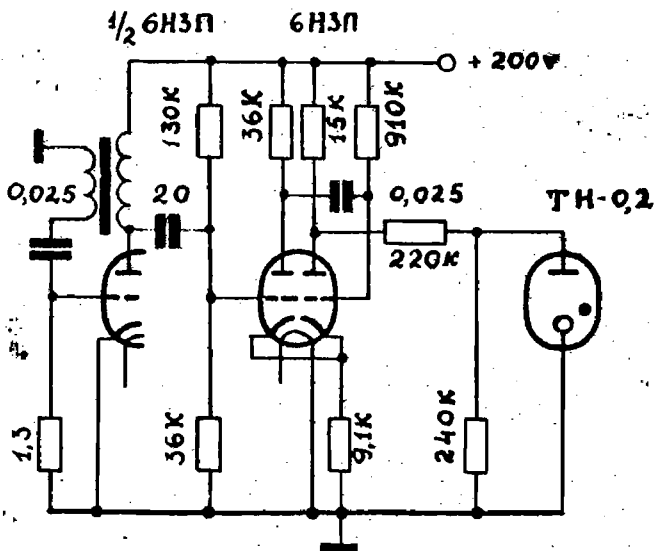 ½ 6Н3П
6Н3П
+ 200в
130К
36К
15К
910К
0,025
20
0,025
ТН-0,2
220К
1,3
36К
9,1К
240К